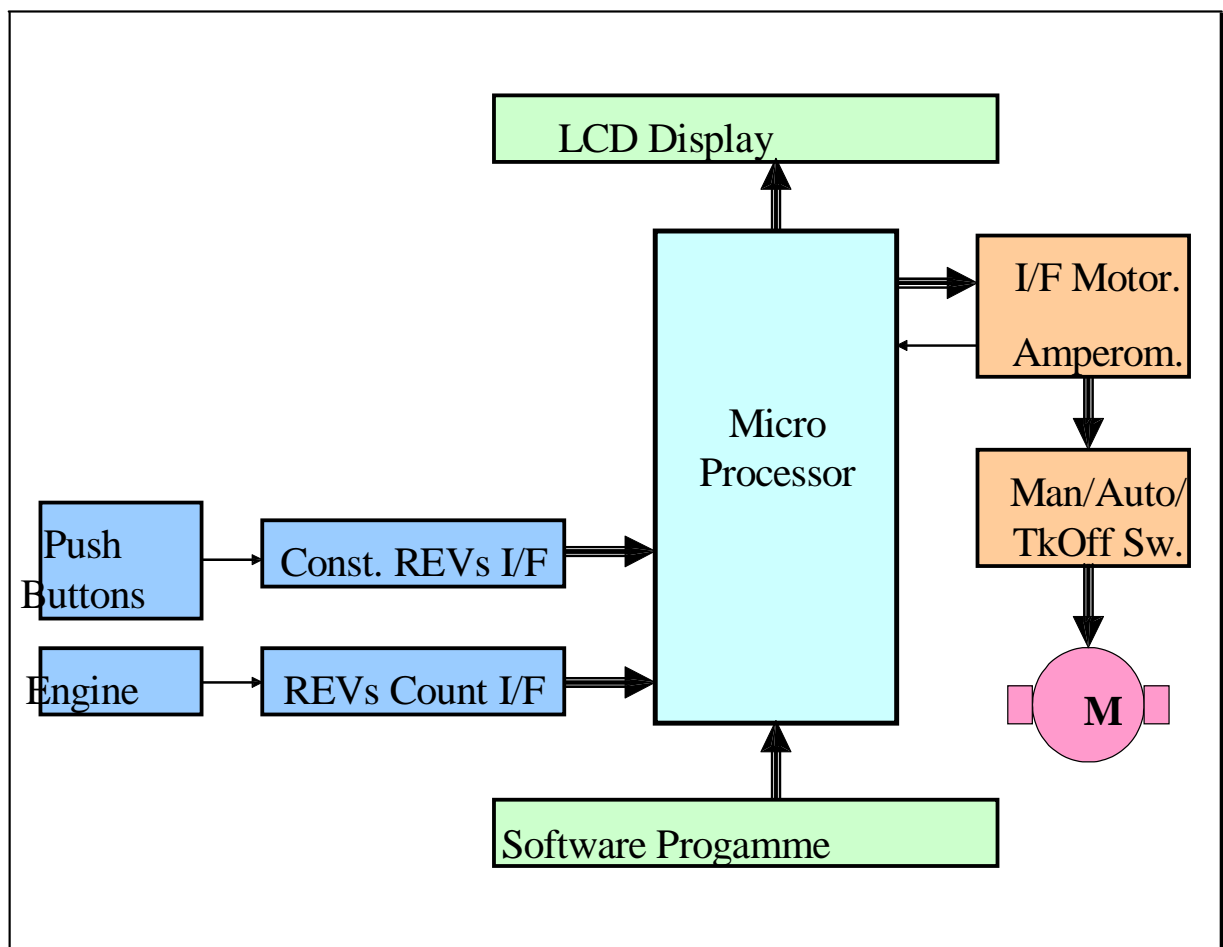 LCD Display
I/F Motor.
Amperom.
Micro
Processor
Man/Auto/
TkOff Sw.
Push
Buttons
Const. REVs I/F
Engine
REVs Count I/F
M
Software Progamme